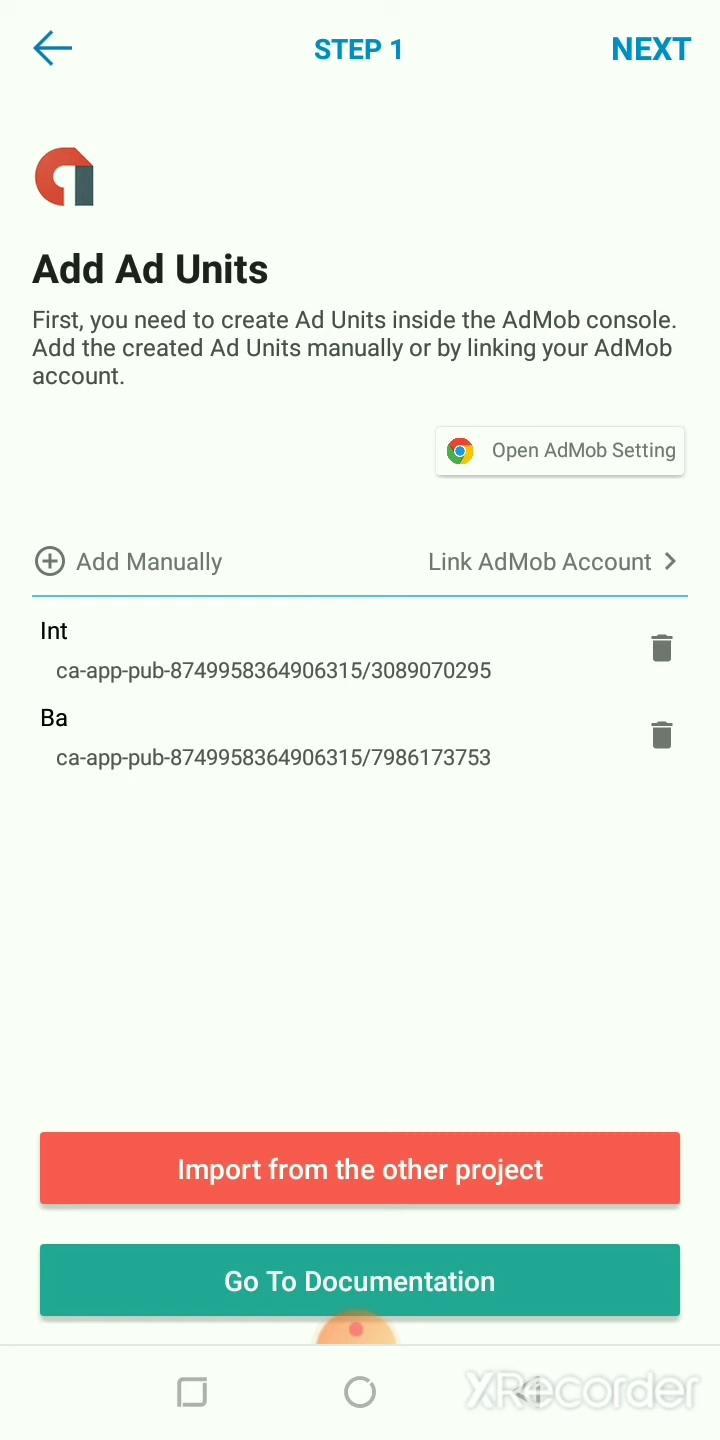 STEP 1
NEXT
Add Ad Units
First, you need to create Ad Units inside the AdMob console.
Add the created Ad Units manually or by linking your AdMob
account.
Open AdMob Setting
Add Manually
Link AdMob Account
Int
ca-app-pub-8749958364906315/3089070295
Ba
ca-app-pub-8749958364906315/7986173753
Import from the other project
Go To Documentation
XRecorder